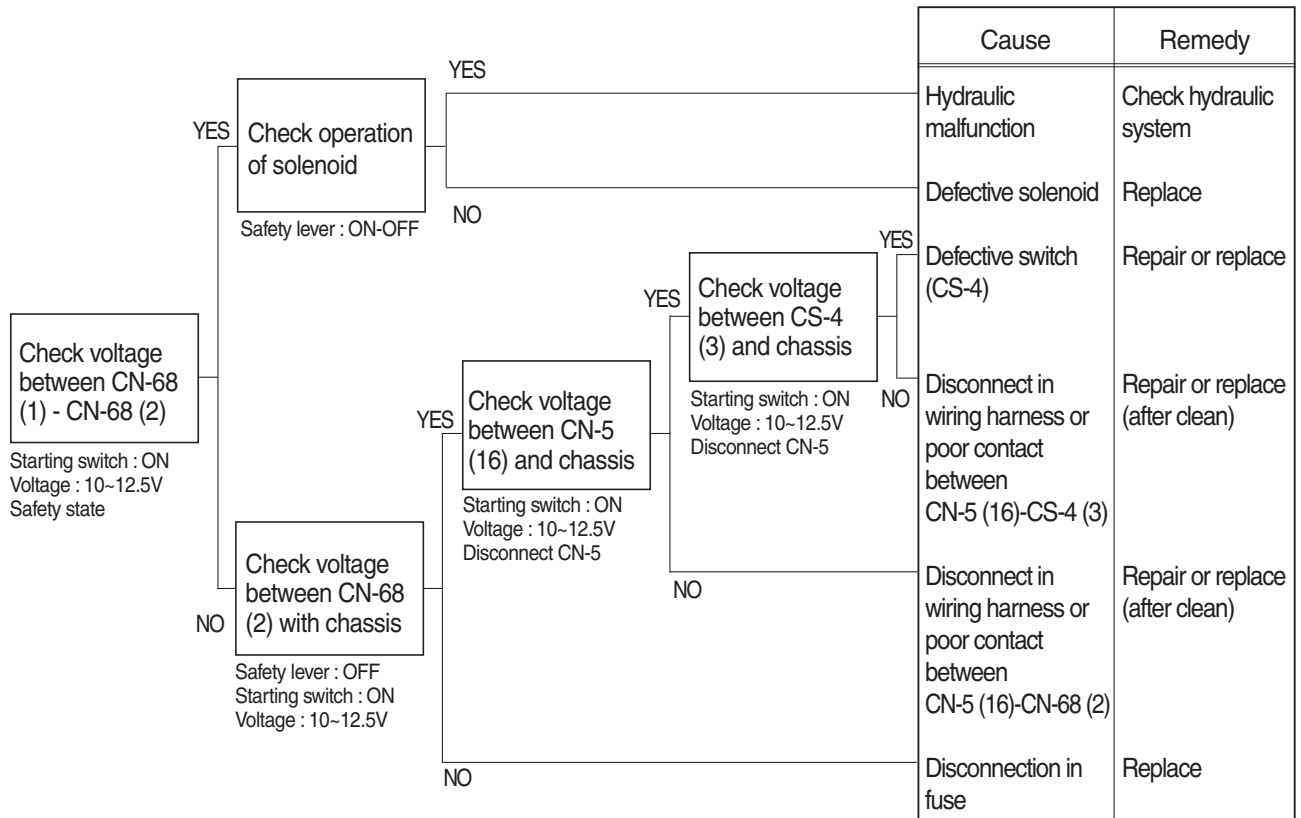 Cause
Remedy
YES
Hydraulic
malfunction
Check hydraulic
system
YES
Check operation
of solenoid
Defective solenoid
Replace
NO
Safety lever : ON-OFF
YES
Defective switch
(CS-4)
Repair or replace
YES
Check voltage
between CS-4
(3) and chassis
Check voltage
between CN-68
(1) - CN-68 (2)
Starting switch : ON
Voltage : 10~12.5V
Safety state
YES
Check voltage
between CN-5
(16) and chassis
Starting switch : ON
Voltage : 10~12.5V
Disconnect CN-5
NO
Disconnect in
wiring harness or
poor contact
between
CN-5 (16)-CS-4 (3)
Repair or replace
(after clean)
Starting switch : ON
Voltage : 10~12.5V
Disconnect CN-5
NO
Check voltage
between CN-68
(2) with chassis
Safety lever : OFF
Starting switch : ON
Voltage : 10~12.5V
NO
Disconnect in
wiring harness or
poor contact
between
CN-5 (16)-CN-68 (2)
Repair or replace
(after clean)
NO
Disconnection in
fuse
Replace